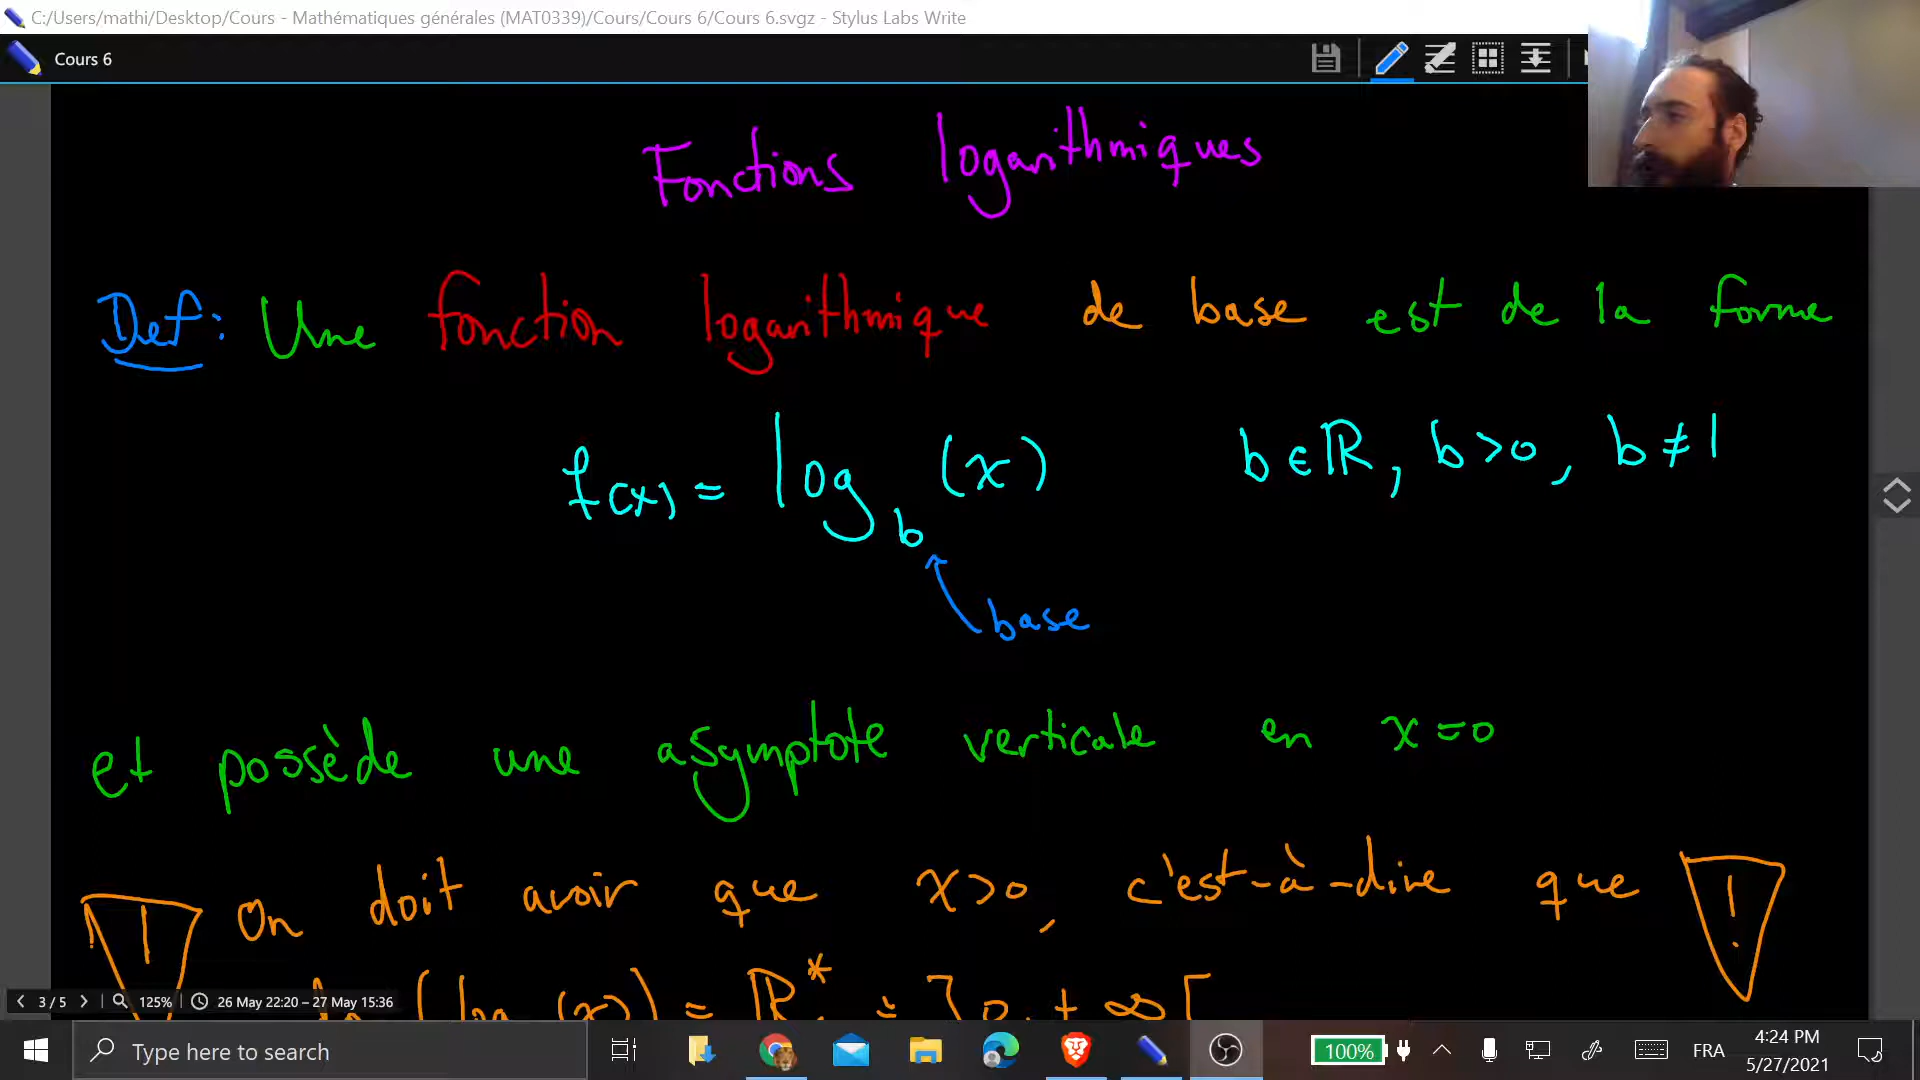 C:/Users/mathi/Desktop/Cours - Mathématiques générales (MAT0339)/Cours/Cours 6/Cours 6.svgz - Stylus Labs Write
Cours 6
Fonctions logarithmiques
Def: Une fonction logarithmique de base est de la forme
f(x) = log_b (x) b ∈ ℝ, b > 0, b ≠ 1
base
et possède une asymptote verticale en x = 0
! On doit avoir que x > 0, c'est-à-dire que !
(log (x)) = ℝ* = ]0, +∞[
3 / 5 125% 26 May 22:20 – 27 May 15:36
Type here to search
100% FRA 4:24 PM
5/27/2021